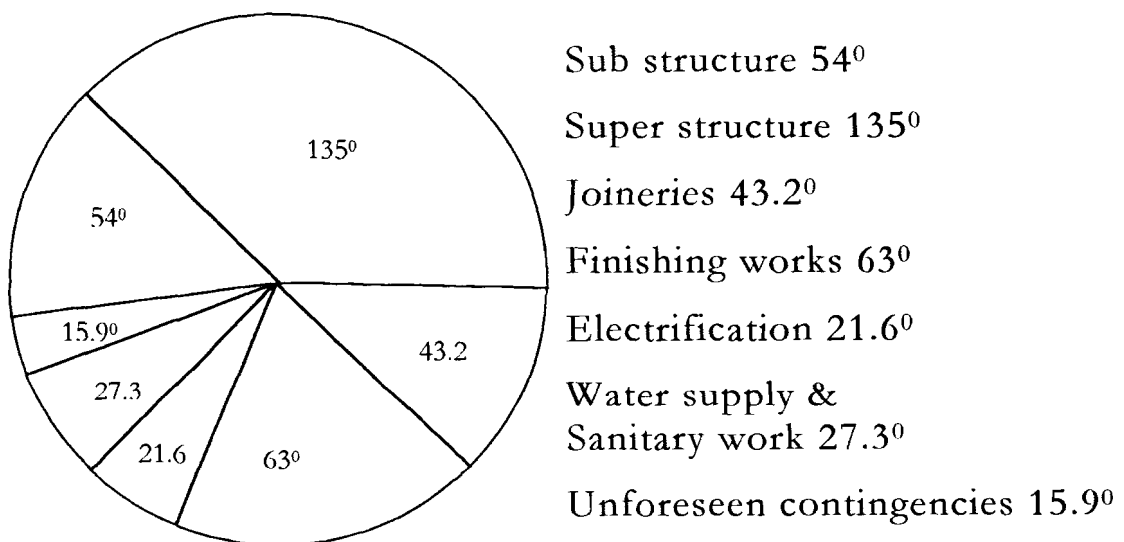 135⁰
54⁰
15.9⁰
27.3
21.6
63⁰
43.2
Sub structure 54⁰
Super structure 135⁰
Joineries 43.2⁰
Finishing works 63⁰
Electrification 21.6⁰
Water supply &
Sanitary work 27.3⁰
Unforeseen contingencies 15.9⁰